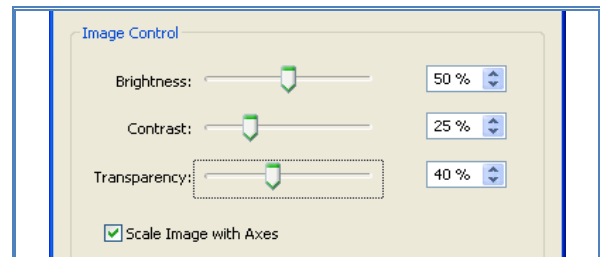 Image Control
Brightness: 50 %
Contrast: 25 %
Transparency: 40 %
Scale Image with Axes